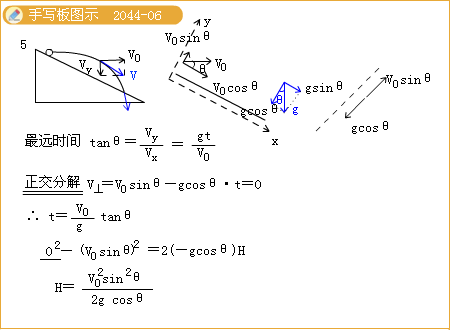 手写板图示 2044-06
y
V₀sinθ
5
V₀
Vy
V
θ
V₀
V₀cosθ
gcosθ
θ
gsinθ
g
x
V₀sinθ
gcosθ
最远时间 tanθ=Vy/Vx = gt/V₀
正交分解 V⊥=V₀sinθ-gcosθ·t=0
∴ t=V₀/g tanθ
0²-(V₀sinθ)²=2(-gcosθ)H
H=V₀²sin²θ/2g cosθ